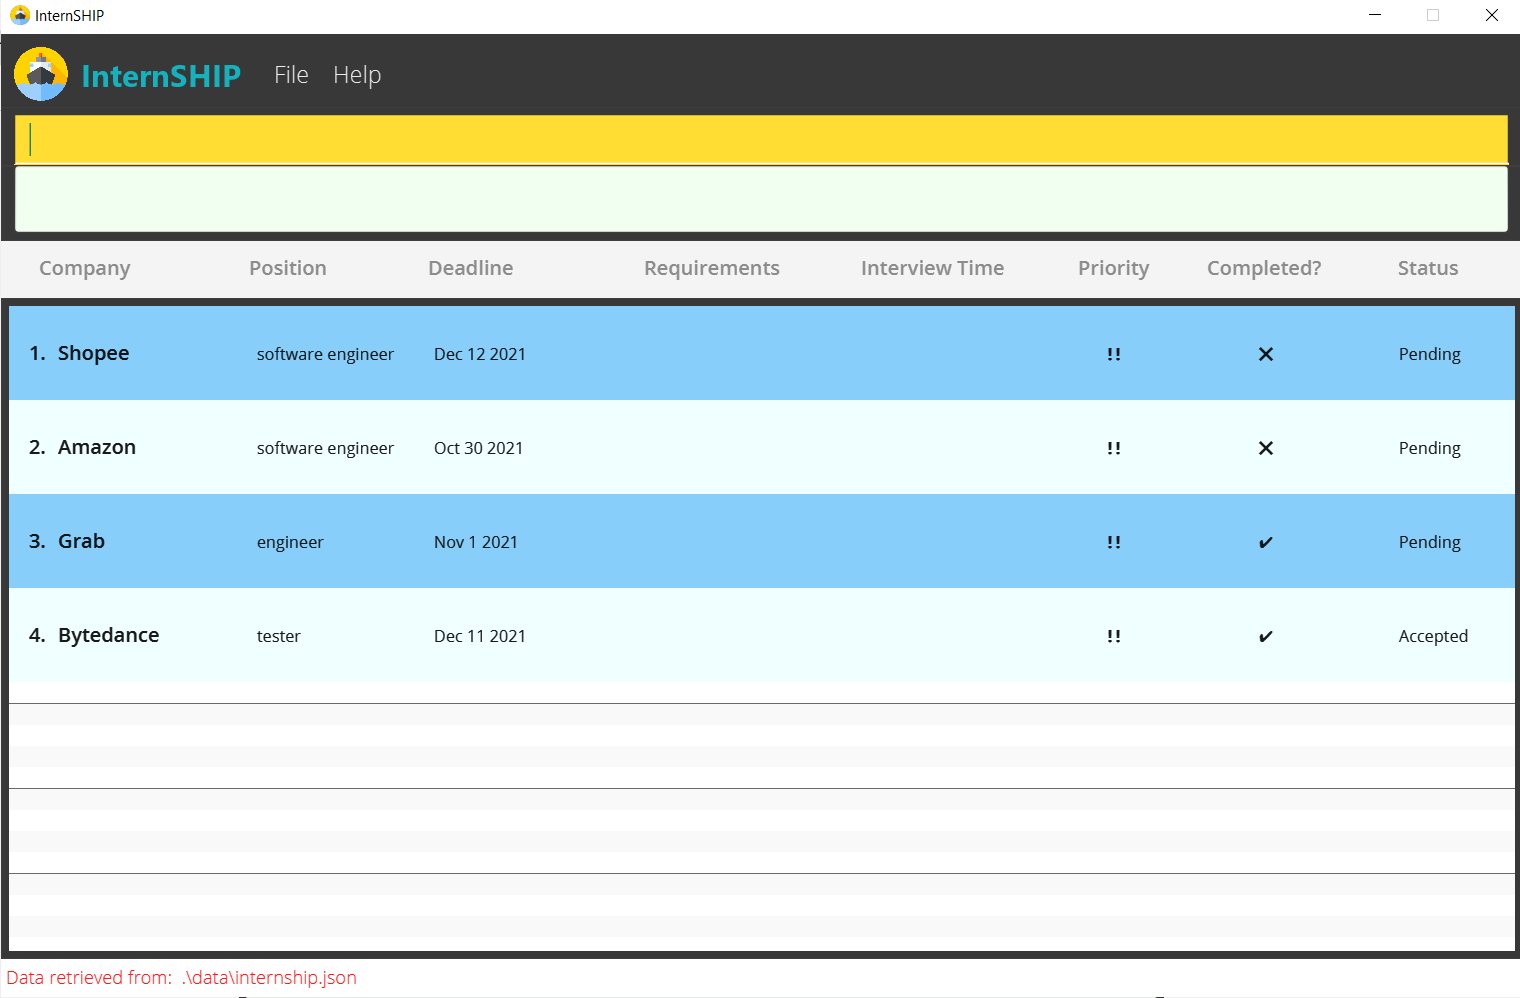 InternSHIP
InternSHIP File Help
Company Position Deadline Requirements Interview Time Priority Completed? Status
1. Shopee software engineer Dec 12 2021 !! ✕ Pending
2. Amazon software engineer Oct 30 2021 !! ✕ Pending
3. Grab engineer Nov 1 2021 !! ✔ Pending
4. Bytedance tester Dec 11 2021 !! ✔ Accepted
Data retrieved from: .\data\internship.json